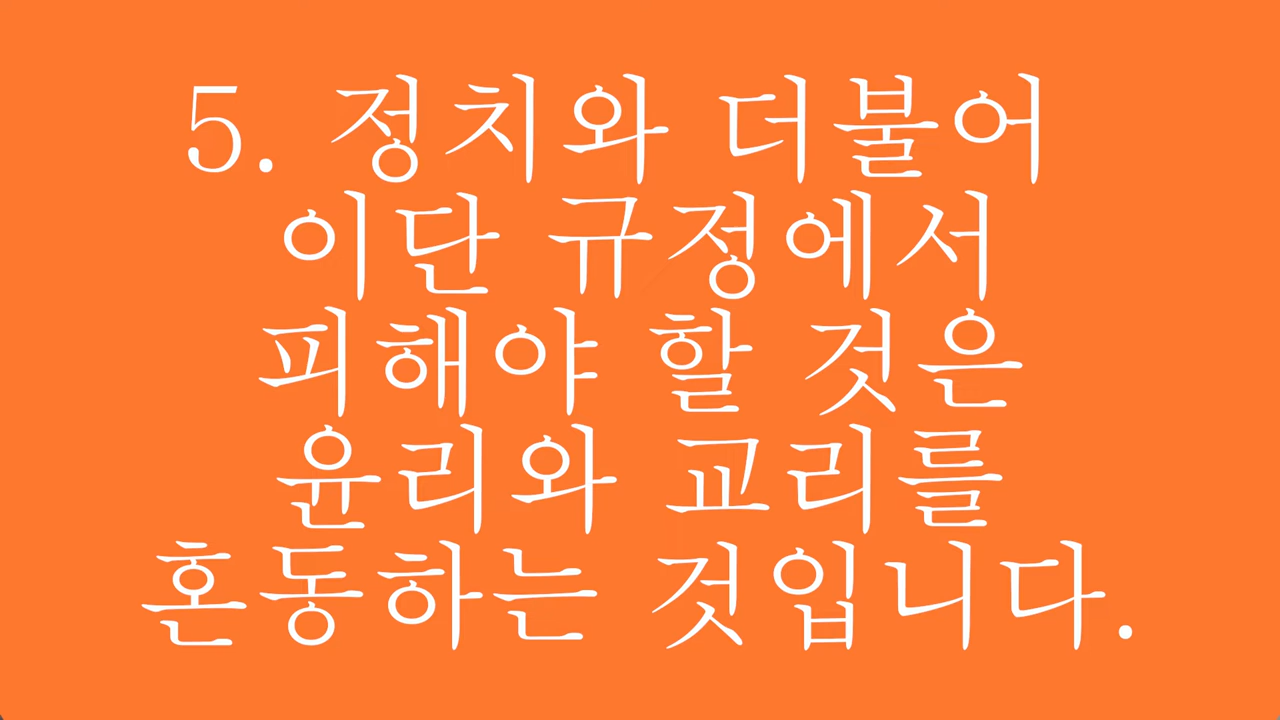 5. 정치와 더불어
이단 규정에서
피해야 할 것은
윤리와 교리를
혼동하는 것입니다.